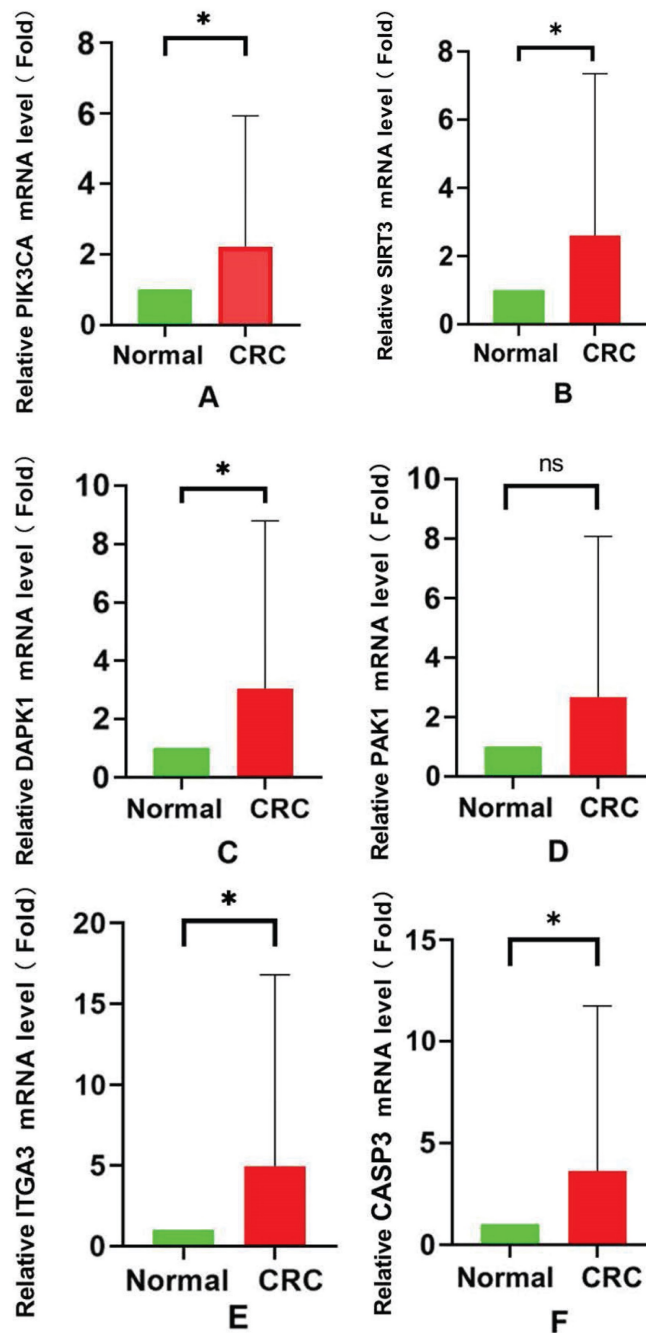 Relative PIK3CA mRNA level ( Fold)
*
8
6
4
2
0
Normal CRC
A
Relative SIRT3 mRNA level ( Fold)
*
8
6
4
2
0
Normal CRC
B
Relative DAPK1 mRNA level ( Fold)
*
10
8
6
4
2
0
Normal CRC
C
Relative PAK1 mRNA level ( Fold)
ns
10
8
6
4
2
0
Normal CRC
D
Relative ITGA3 mRNA level ( Fold)
*
20
15
10
5
0
Normal CRC
E
Relative CASP3 mRNA level ( Fold)
*
15
10
5
0
Normal CRC
F